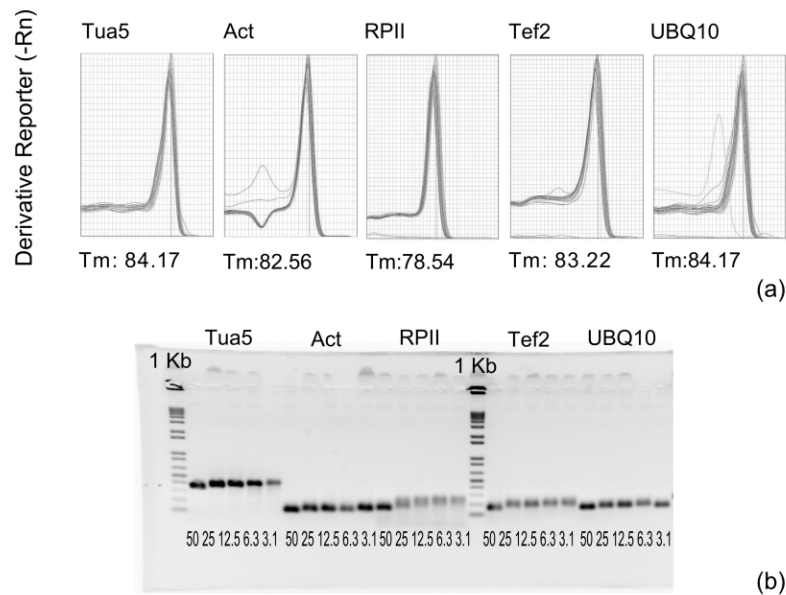 Derivative Reporter (-Rn)
Tua5 Act RPII Tef2 UBQ10
Tm: 84.17 Tm:82.56 Tm:78.54 Tm: 83.22 Tm:84.17
(a)
Tua5 Act RPII Tef2 UBQ10
1 Kb 1 Kb
50 25 12.5 6.3 3.1 50 25 12.5 6.3 3.1 50 25 12.5 6.3 3.1 50 25 12.5 6.3 3.1 50 25 12.5 6.3 3.1
(b)